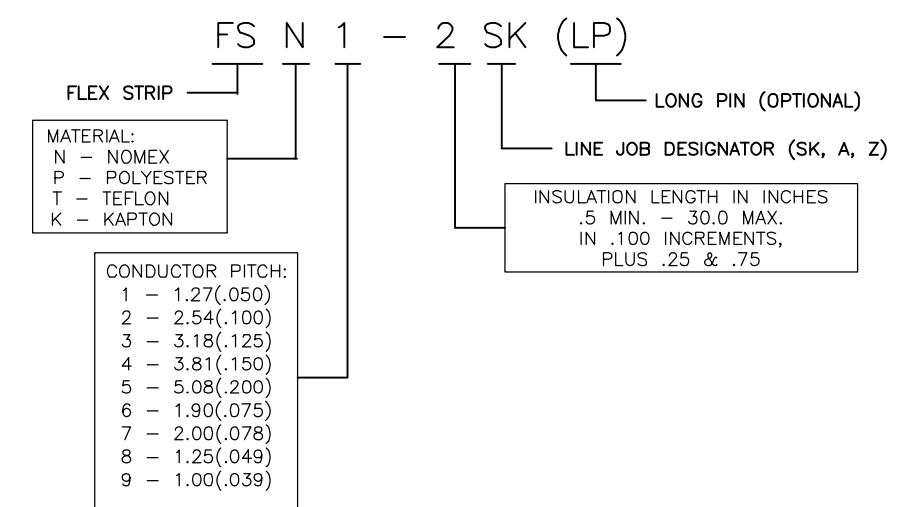 FS N 1 - 2 SK (LP)
FLEX STRIP
LONG PIN (OPTIONAL)
MATERIAL:
N - NOMEX
P - POLYESTER
T - TEFLON
K - KAPTON
LINE JOB DESIGNATOR (SK, A, Z)
INSULATION LENGTH IN INCHES
.5 MIN. - 30.0 MAX.
IN .100 INCREMENTS,
PLUS .25 & .75
CONDUCTOR PITCH:
1 - 1.27(.050)
2 - 2.54(.100)
3 - 3.18(.125)
4 - 3.81(.150)
5 - 5.08(.200)
6 - 1.90(.075)
7 - 2.00(.078)
8 - 1.25(.049)
9 - 1.00(.039)